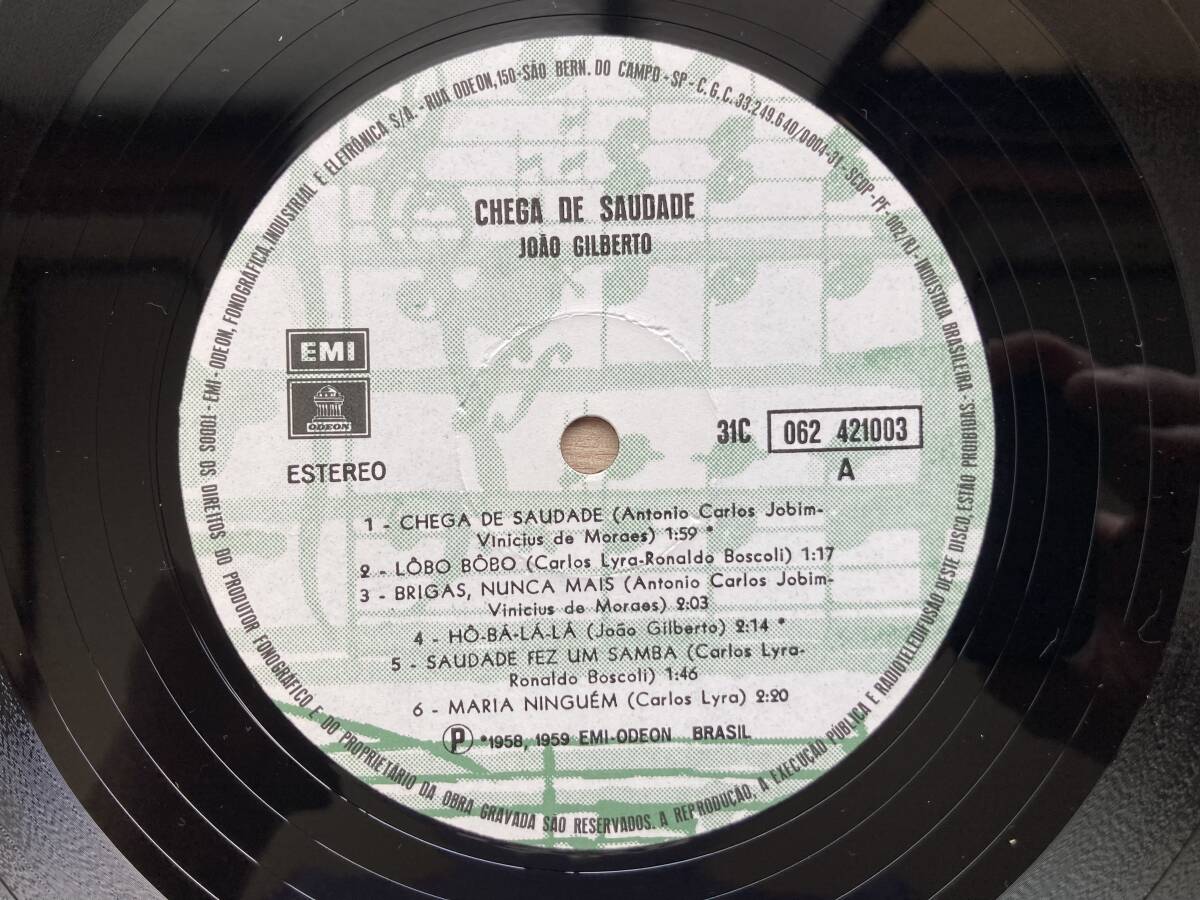 CHEGA DE SAUDADE
JOÃO GILBERTO
EMI
ODEON
ESTEREO
31C 062 421003
A
1 - CHEGA DE SAUDADE (Antonio Carlos Jobim-
Vinicius de Moraes) 1:59 *
2 - LÔBO BÔBO (Carlos Lyra-Ronaldo Boscoli) 1:17
3 - BRIGAS, NUNCA MAIS (Antonio Carlos Jobim-
Vinicius de Moraes) 2:03
4 - HÔ-BÁ-LÁ-LÁ (João Gilberto) 2:14 *
5 - SAUDADE FEZ UM SAMBA (Carlos Lyra-
Ronaldo Boscoli) 1:46
6 - MARIA NINGUÉM (Carlos Lyra) 2:20
Ⓟ *1958, 1959 EMI-ODEON BRASIL
TODOS OS DIREITOS DO PRODUTOR FONOGRÁFICO E DO PROPRIETÁRIO DA OBRA GRAVADA SÃO RESERVADOS. A REPRODUÇÃO, A EXECUÇÃO PÚBLICA E RADIOTELEDIFUSÃO DESTE DISCO, ESTÃO PROIBIDAS
- EMI - ODEON, FONOGRÁFICA, INDUSTRIAL E ELETRÔNICA S/A. - RUA ODEON, 150 - SÃO BERN. DO CAMPO - SP - C.G.C. 33.249.640/0004-31 - SCDP - PF - 002/RJ - INDUSTRIA BRASILEIRA -